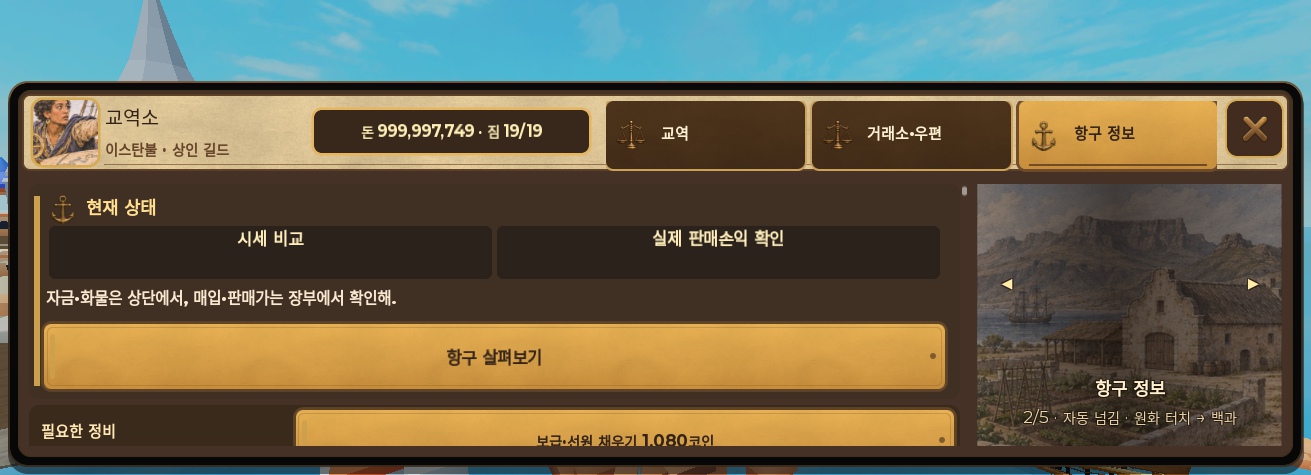 교역소
이스탄불 · 상인 길드
돈 999,997,749 · 짐 19/19
교역
거래소•우편
항구 정보
현재 상태
시세 비교
실제 판매손익 확인
자금•화물은 상단에서, 매입•판매가는 장부에서 확인해.
항구 살펴보기
필요한 정비
보급•선원 채우기 1,080코인
항구 정보
2/5 · 자동 넘김 · 원화 터치 → 백과